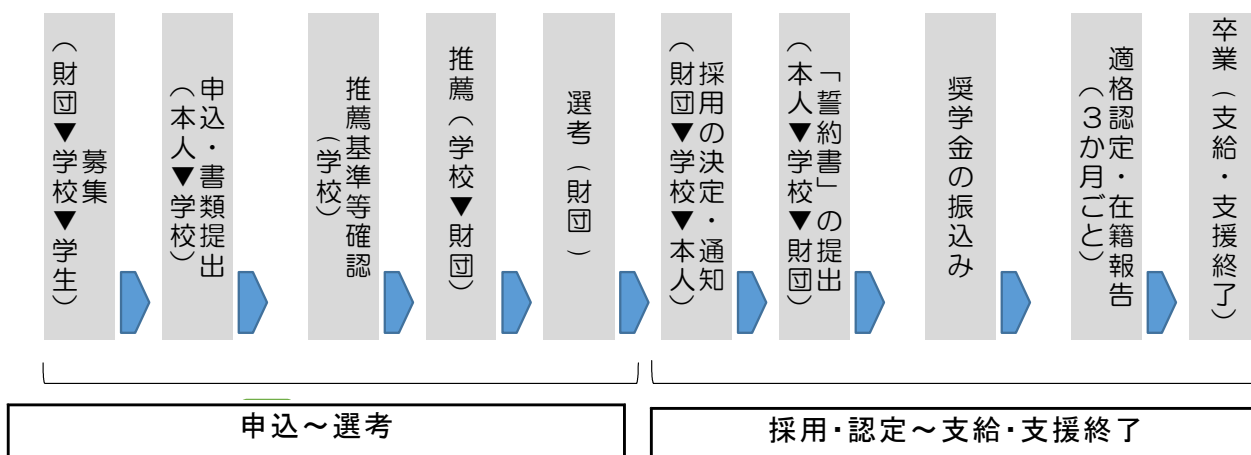 募集
（財団▼学校▼学生）
申込・書類提出
（本人▼学校）
推薦基準等確認
（学校）
推薦（学校▼財団）
選考（財団）
採用の決定・通知
（財団▼学校▼本人）
「誓約書」の提出
（本人▼学校▼財団）
奨学金の振込み
適格認定・在籍報告
（３か月ごと）
卒業（支給・支援終了）
申込～選考
採用・認定～支給・支援終了